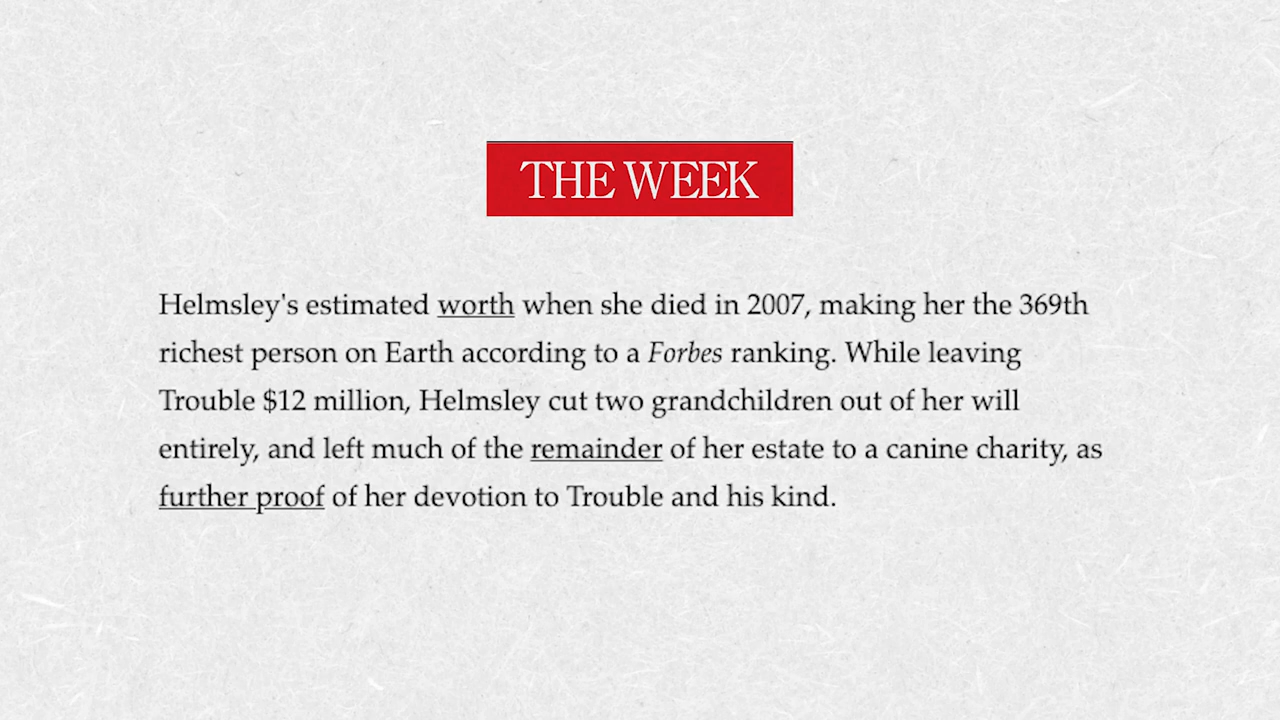 THE WEEK
Helmsley's estimated worth when she died in 2007, making her the 369th
richest person on Earth according to a Forbes ranking. While leaving
Trouble $12 million, Helmsley cut two grandchildren out of her will
entirely, and left much of the remainder of her estate to a canine charity, as
further proof of her devotion to Trouble and his kind.